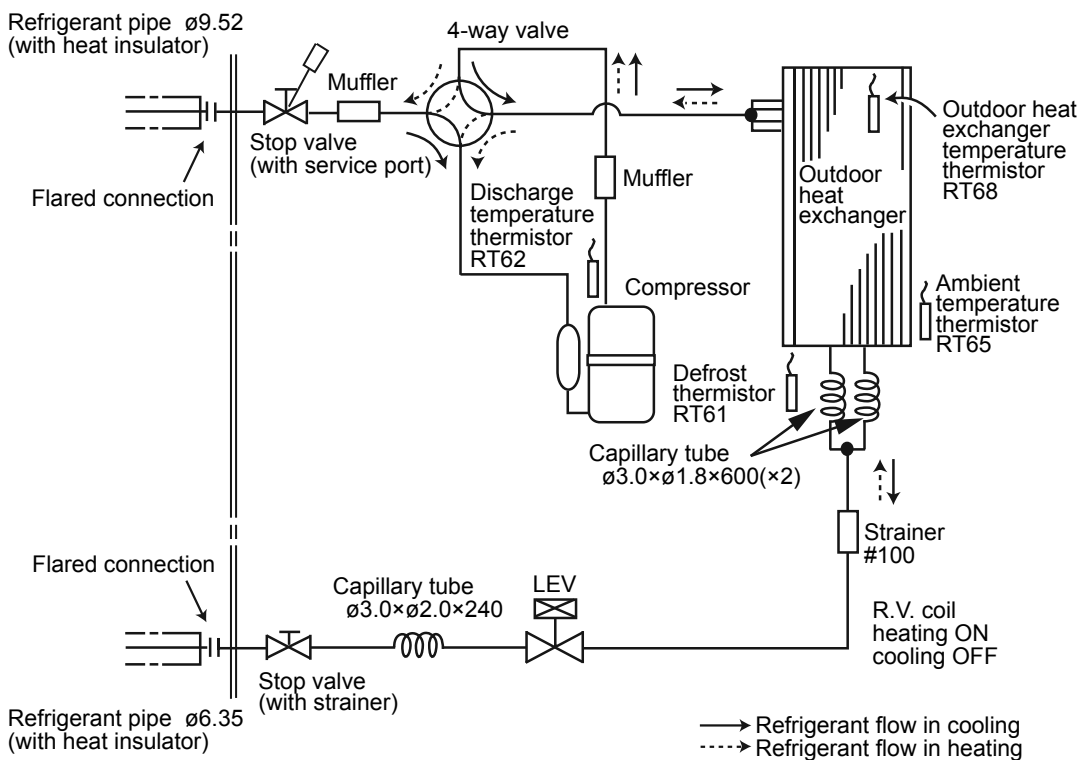 Refrigerant pipe ø9.52
(with heat insulator)
4-way valve
Muffler
Stop valve
(with service port)
Flared connection
Discharge
temperature
thermistor
RT62
Muffler
Compressor
Outdoor
heat
exchanger
Outdoor heat
exchanger
temperature
thermistor
RT68
Ambient
temperature
thermistor
RT65
Defrost
thermistor
RT61
Capillary tube
ø3.0×ø1.8×600(×2)
Strainer
#100
Flared connection
Capillary tube
ø3.0×ø2.0×240
LEV
R.V. coil
heating ON
cooling OFF
Stop valve
(with strainer)
Refrigerant pipe ø6.35
(with heat insulator)
Refrigerant flow in cooling
Refrigerant flow in heating